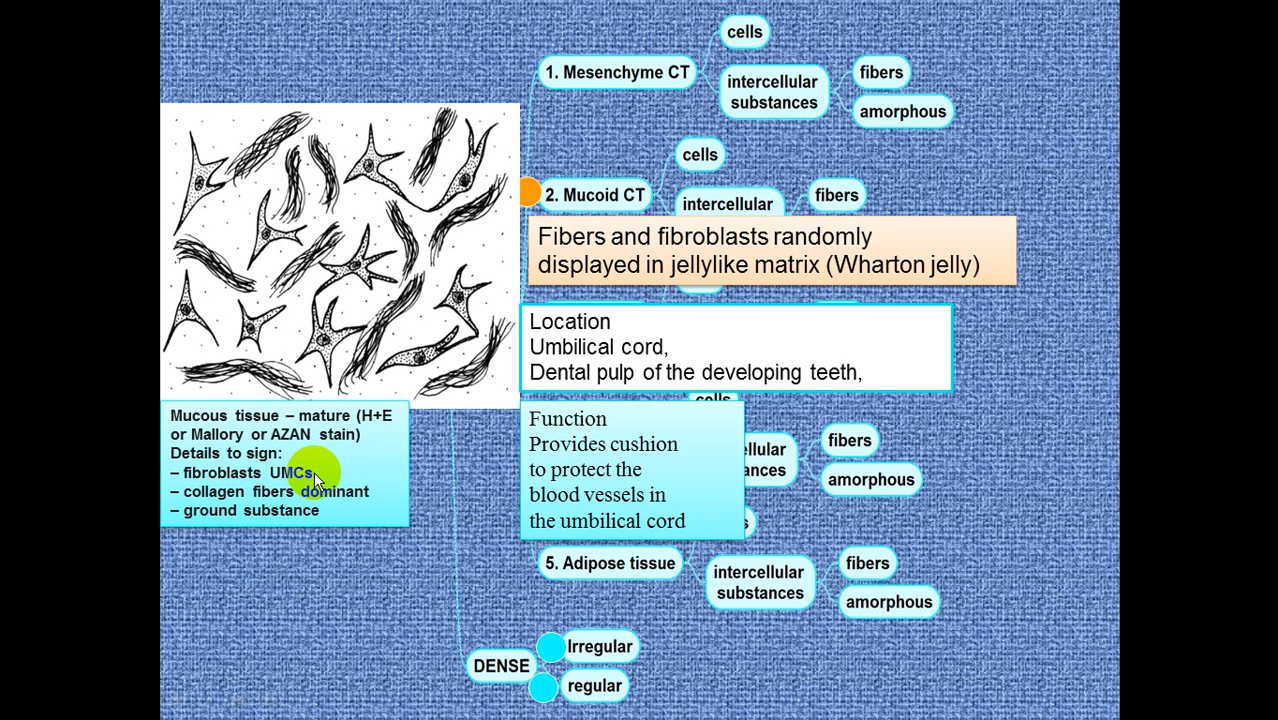 cells
1. Mesenchyme CT
intercellular
substances
fibers
amorphous
cells
2. Mucoid CT
intercellular
fibers
Fibers and fibroblasts randomly
displayed in jellylike matrix (Wharton jelly)
Location
Umbilical cord,
Dental pulp of the developing teeth,
Mucous tissue – mature (H+E
or Mallory or AZAN stain)
Details to sign:
– fibroblasts UMCs
– collagen fibers dominant
– ground substance
Function
Provides cushion
to protect the
blood vessels in
the umbilical cord
cells
fibers
amorphous
5. Adipose tissue
intercellular
substances
fibers
amorphous
DENSE
Irregular
regular